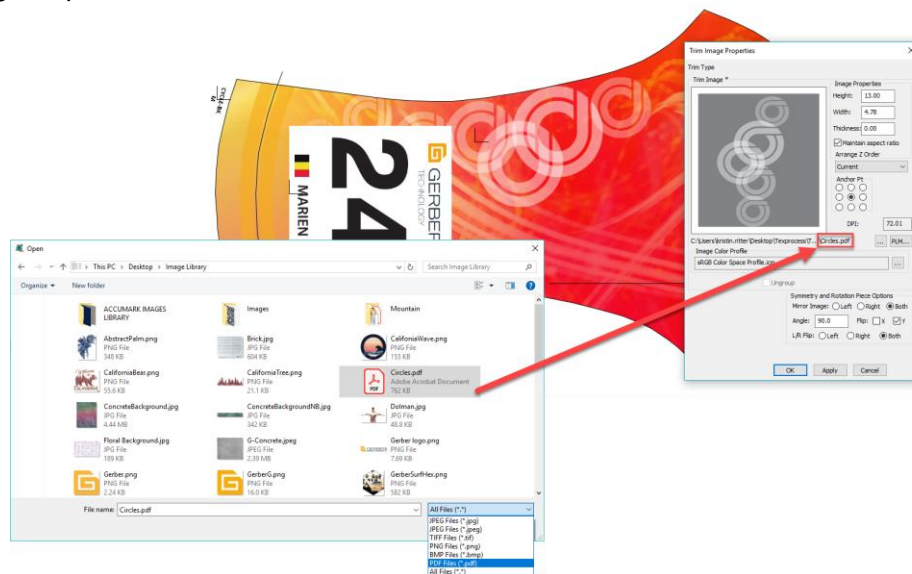 CYCLE-BK
M
24
MARIEN
GERBER
TECHNOLOGY
Trim Image Properties
Trim Type
Trim Image *
Image Properties
Height: 13.00
Width: 4.78
Thickness: 0.00
Maintain aspect ratio
Arrange Z Order
Current
Anchor Pt
DPI: 72.01
C:\Users\kristin.ritter\Desktop\Texprocess\T...\Circles.pdf ... PLM...
Image Color Profile
sRGB Color Space Profile.icm ...
Ungroup
Symmetry and Rotation Piece Options
Mirror Image: Left Right Both
Angle: 90.0 Flip: X Y
L/R Flip: Left Right Both
OK Apply Cancel
Open
This PC > Desktop > Image Library
Search Image Library
Organize New folder
ACCUMARK IMAGES
LIBRARY
Images
Mountain
AbstractPalm.png
PNG File
348 KB
Brick.jpg
JPG File
604 KB
CalifoniaWave.png
PNG File
153 KB
CaliforniaBear.png
PNG File
55.6 KB
CaliforniaTree.png
PNG File
21.1 KB
Circles.pdf
Adobe Acrobat Document
762 KB
ConcreteBackground.jpg
JPG File
4.44 MB
ConcreteBackgroundNB.jpg
JPG File
342 KB
Dolman.jpg
JPG File
48.8 KB
Floral Background.jpg
JPG File
189 KB
G-Concrete.jpeg
JPEG File
2.39 MB
Gerber logo.png
PNG File
7.69 KB
Gerber.png
PNG File
2.24 KB
GerberG.png
PNG File
16.0 KB
GerberSurfHex.png
PNG File
582 KB
File name: Circles.pdf
All Files (*.*)
JPEG Files (*.jpg)
JPEG Files (*.jpeg)
TIFF Files (*.tif)
PNG Files (*.png)
BMP Files (*.bmp)
PDF Files (*.pdf)
All Files (*.*)